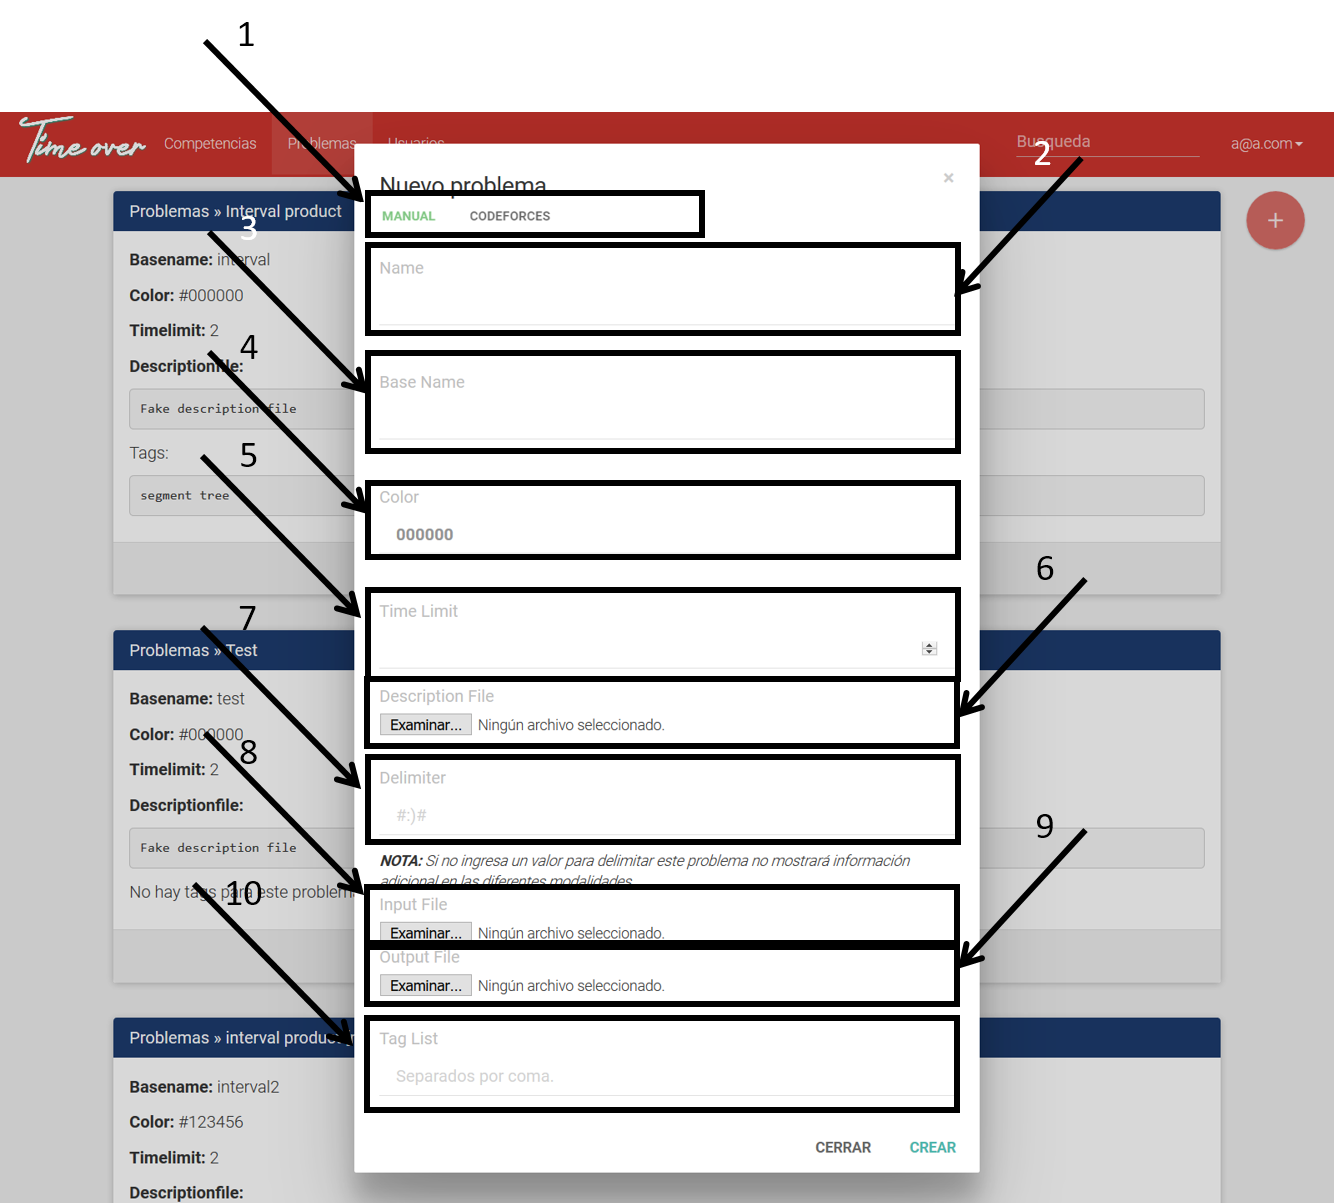 1
Time over
Competencias
Problemas
Usuarios
Busqueda
a@a.com
2
Nuevo problema
×
MANUAL
CODEFORCES
Problemas » Interval product
+
3
Basename: interval
Color: #000000
Timelimit: 2
4
Descriptionfile:
Fake description file
Tags:
5
segment tree
Name
Base Name
Color
000000
6
Time Limit
7
Problemas » Test
Basename: test
Color: #000000
8
Timelimit: 2
Descriptionfile:
Fake description file
No hay tags para este problem
10
Description File
Examinar... Ningún archivo seleccionado.
Delimiter
#:)#
9
NOTA: Si no ingresa un valor para delimitar este problema no mostrará información
adicional en las diferentes modalidades.
Input File
Examinar... Ningún archivo seleccionado.
Output File
Examinar... Ningún archivo seleccionado.
Tag List
Separados por coma.
Problemas » interval product
Basename: interval2
Color: #123456
Timelimit: 2
Descriptionfile:
CERRAR
CREAR